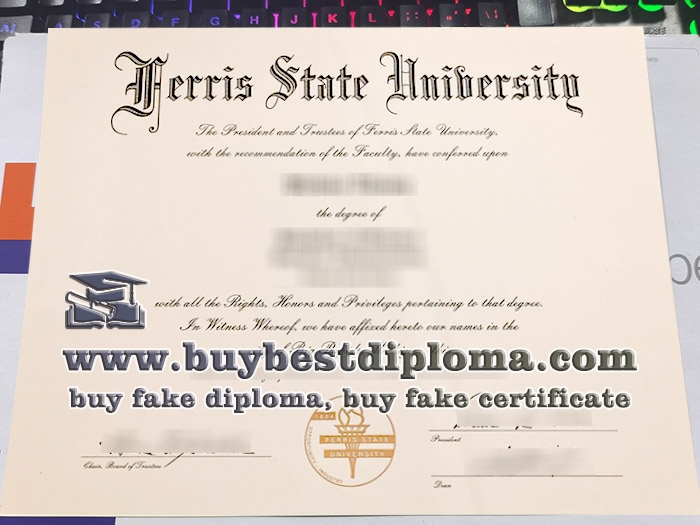 Ferris State University
The President and Trustees of Ferris State University,
with the recommendation of the Faculty, have conferred upon
the degree of
with all the Rights, Honors and Privileges pertaining to that degree.
In Witness Whereof, we have affixed hereto our names in the
www.buybestdiploma.com
buy fake diploma, buy fake certificate
1884
FERRIS STATE
UNIVERSITY
Chair, Board of Trustees
President
Dean